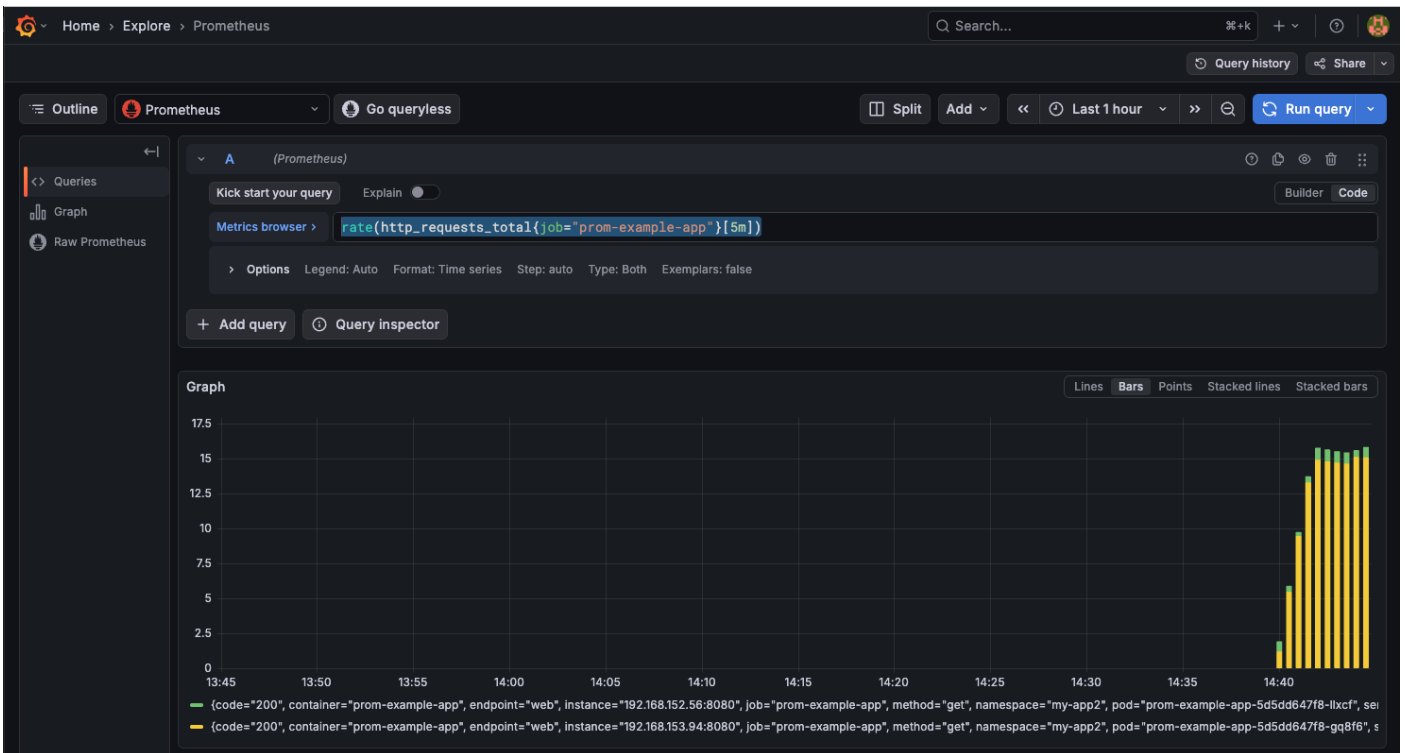 Home › Explore › Prometheus
Search...
⌘+k
Query history
Share
Outline
Prometheus
Go queryless
Split
Add
Last 1 hour
Run query
Queries
Graph
Raw Prometheus
A (Prometheus)
Kick start your query
Explain
Builder Code
Metrics browser >
rate(http_requests_total{job="prom-example-app"}[5m])
Options Legend: Auto Format: Time series Step: auto Type: Both Exemplars: false
+ Add query
Query inspector
Graph
Lines Bars Points Stacked lines Stacked bars
17.5
15
12.5
10
7.5
5
2.5
0
13:45 13:50 13:55 14:00 14:05 14:10 14:15 14:20 14:25 14:30 14:35 14:40
{code="200", container="prom-example-app", endpoint="web", instance="192.168.152.56:8080", job="prom-example-app", method="get", namespace="my-app2", pod="prom-example-app-5d5dd647f8-llxcf", ser
{code="200", container="prom-example-app", endpoint="web", instance="192.168.153.94:8080", job="prom-example-app", method="get", namespace="my-app2", pod="prom-example-app-5d5dd647f8-gq8f6", s